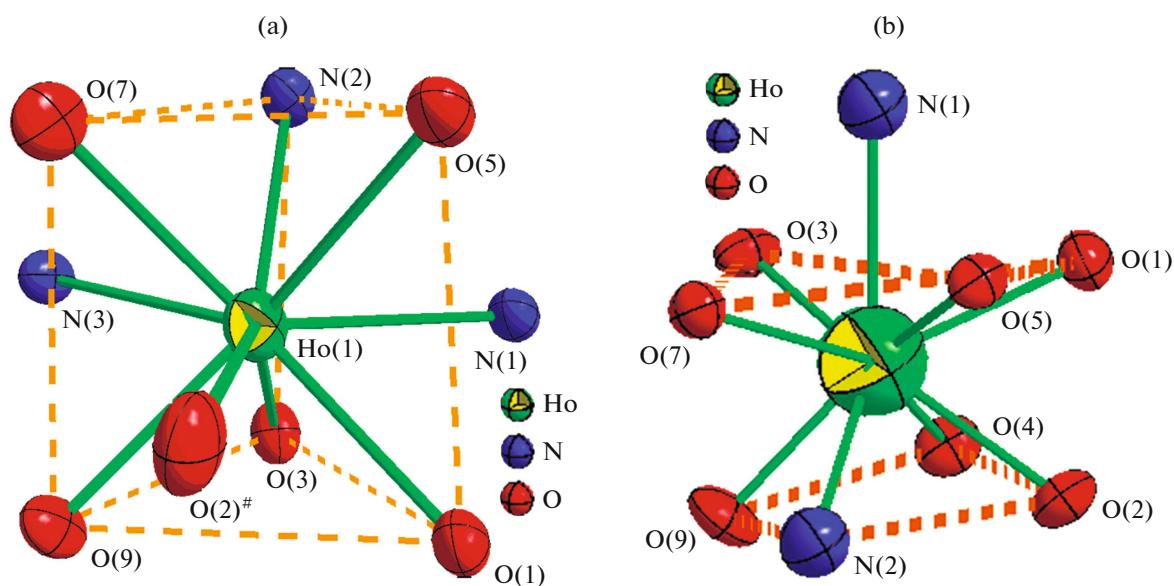 (a)
O(7)
N(2)
O(5)
N(3)
Ho(1)
N(1)
Ho
N
O
O(3)
O(2)#
O(9)
O(1)
(b)
Ho
N
O
N(1)
O(3)
O(1)
O(5)
O(7)
O(4)
O(2)
O(9)
N(2)